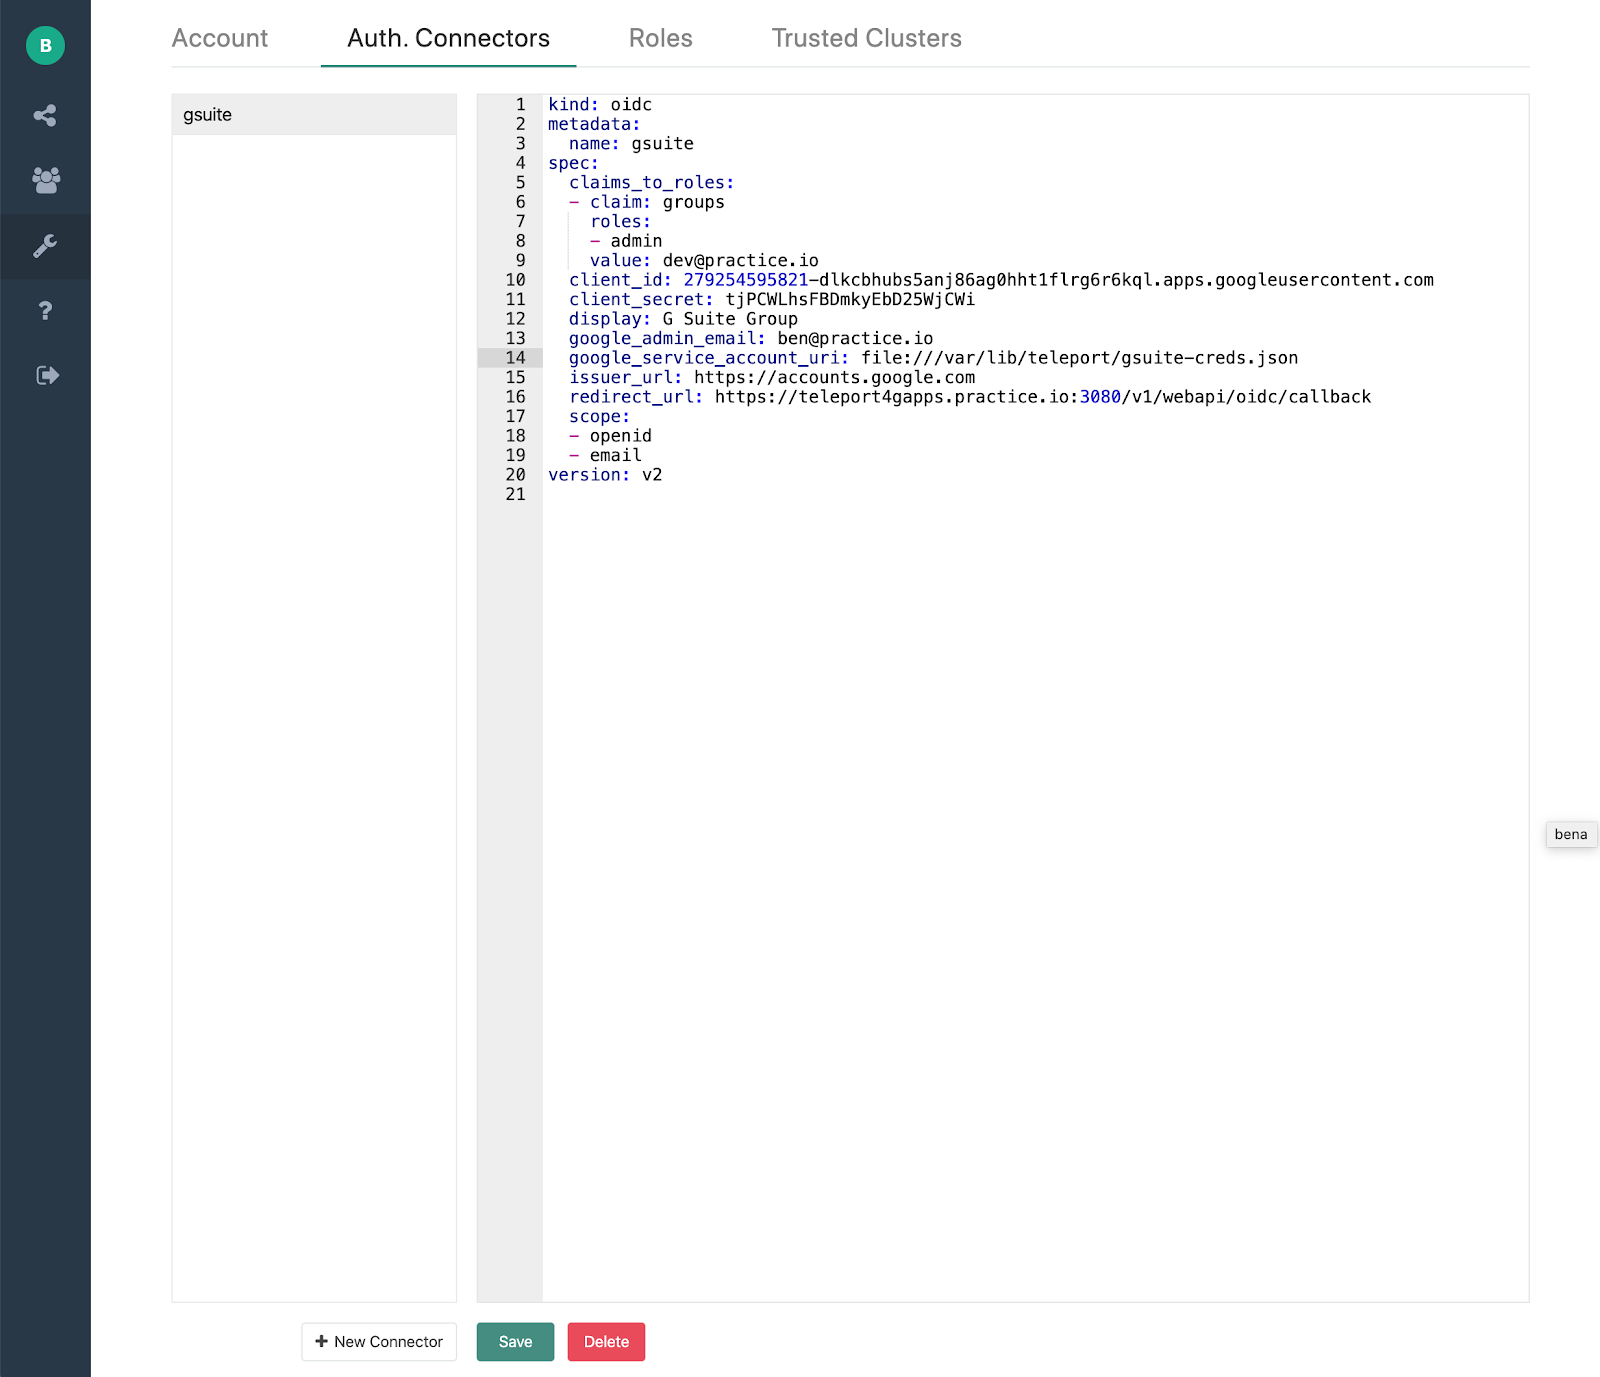 B
Account Auth. Connectors Roles Trusted Clusters
gsuite
1 kind: oidc
2 metadata:
3   name: gsuite
4 spec:
5   claims_to_roles:
6   - claim: groups
7     roles:
8     - admin
9     value: dev@practice.io
10   client_id: 279254595821-dlkcbhubs5anj86ag0hht1flrg6r6kql.apps.googleusercontent.com
11   client_secret: tjPCWLhsFBDmkyEbD25WjCWi
12   display: G Suite Group
13   google_admin_email: ben@practice.io
14   google_service_account_uri: file:///var/lib/teleport/gsuite-creds.json
15   issuer_url: https://accounts.google.com
16   redirect_url: https://teleport4gapps.practice.io:3080/v1/webapi/oidc/callback
17   scope:
18   - openid
19   - email
20 version: v2
21
bena
+ New Connector Save Delete